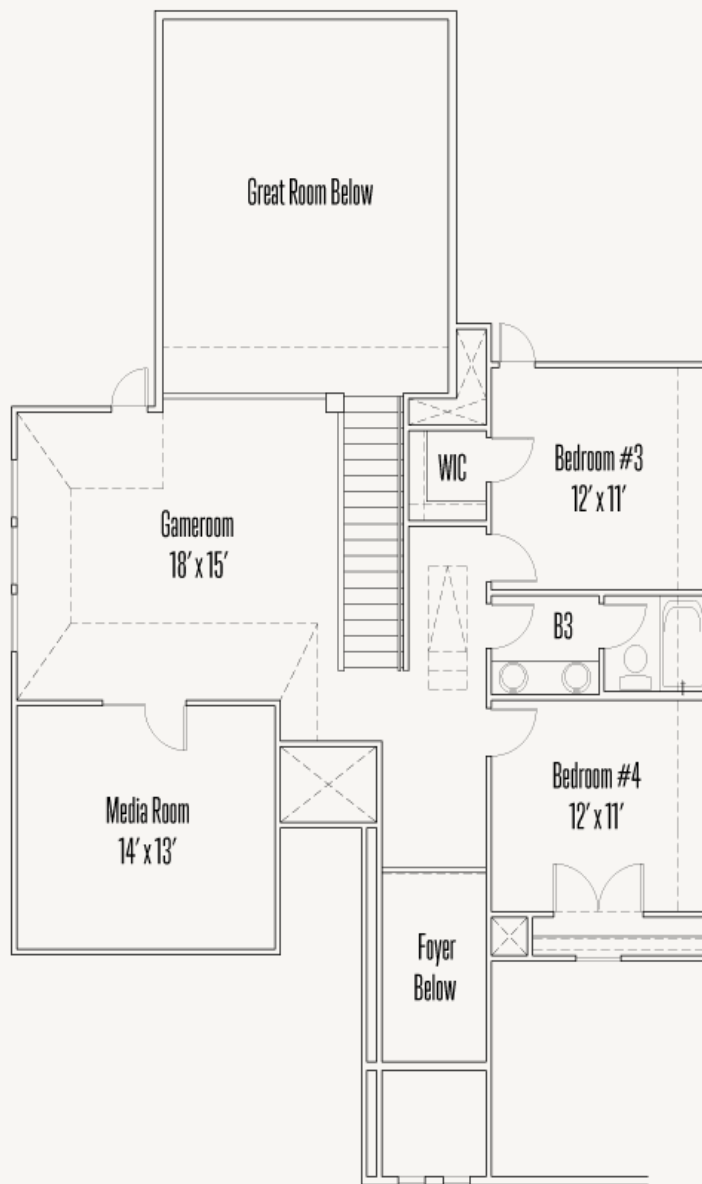 Great Room Below
WIC
Bedroom #3
12' x 11'
Gameroom
18' x 15'
B3
Media Room
14' x 13'
Bedroom #4
12' x 11'
Foyer
Below